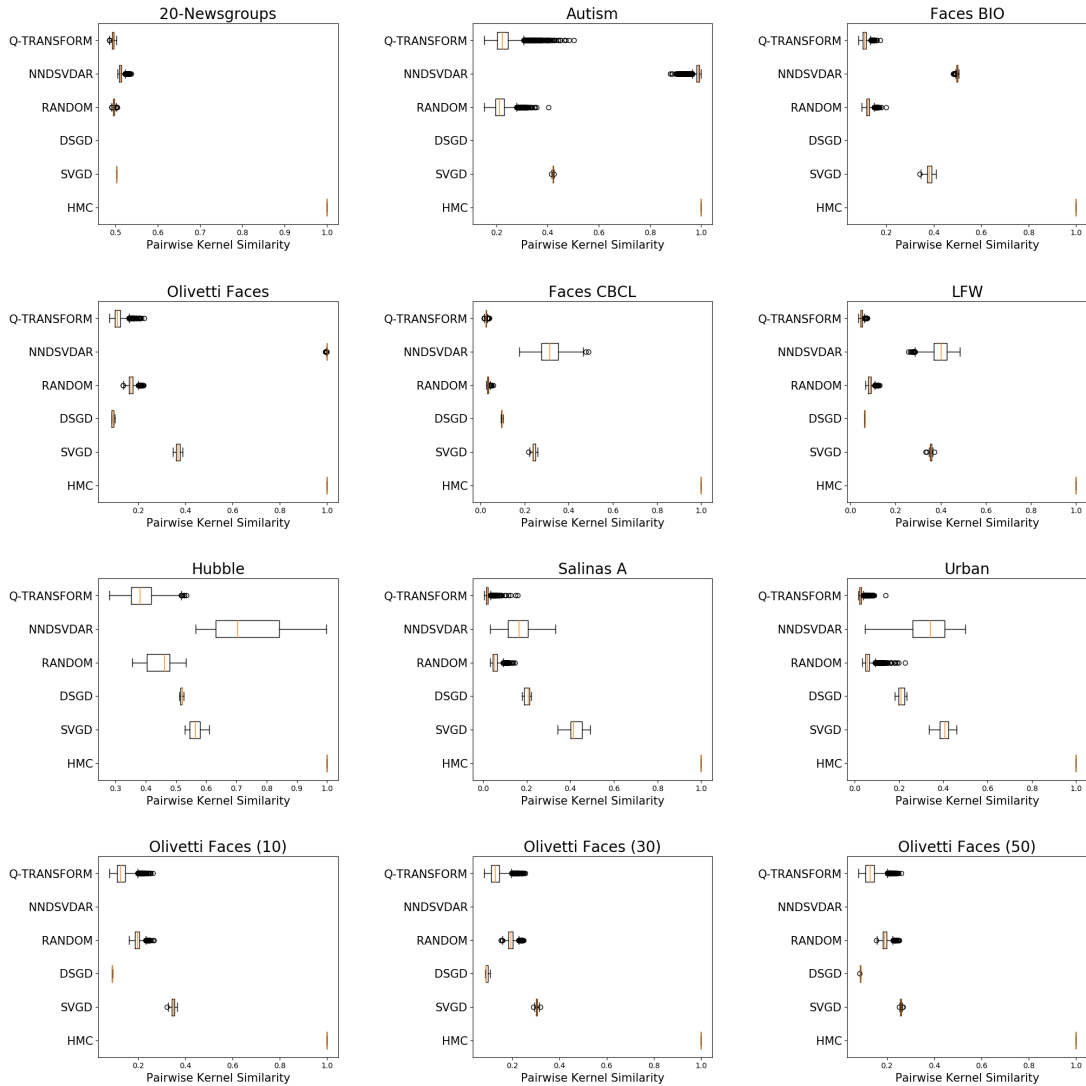 20-Newsgroups
Q-TRANSFORM
NNDSVDAR
RANDOM
DSGD
SVGD
HMC
0.5 0.6 0.7 0.8 0.9 1.0
Pairwise Kernel Similarity
Autism
Q-TRANSFORM
NNDSVDAR
RANDOM
DSGD
SVGD
HMC
0.2 0.4 0.6 0.8 1.0
Pairwise Kernel Similarity
Faces BIO
Q-TRANSFORM
NNDSVDAR
RANDOM
DSGD
SVGD
HMC
0.2 0.4 0.6 0.8 1.0
Pairwise Kernel Similarity
Olivetti Faces
Q-TRANSFORM
NNDSVDAR
RANDOM
DSGD
SVGD
HMC
0.2 0.4 0.6 0.8 1.0
Pairwise Kernel Similarity
Faces CBCL
Q-TRANSFORM
NNDSVDAR
RANDOM
DSGD
SVGD
HMC
0.0 0.2 0.4 0.6 0.8 1.0
Pairwise Kernel Similarity
LFW
Q-TRANSFORM
NNDSVDAR
RANDOM
DSGD
SVGD
HMC
0.0 0.2 0.4 0.6 0.8 1.0
Pairwise Kernel Similarity
Hubble
Q-TRANSFORM
NNDSVDAR
RANDOM
DSGD
SVGD
HMC
0.3 0.4 0.5 0.6 0.7 0.8 0.9 1.0
Pairwise Kernel Similarity
Salinas A
Q-TRANSFORM
NNDSVDAR
RANDOM
DSGD
SVGD
HMC
0.0 0.2 0.4 0.6 0.8 1.0
Pairwise Kernel Similarity
Urban
Q-TRANSFORM
NNDSVDAR
RANDOM
DSGD
SVGD
HMC
0.0 0.2 0.4 0.6 0.8 1.0
Pairwise Kernel Similarity
Olivetti Faces (10)
Q-TRANSFORM
NNDSVDAR
RANDOM
DSGD
SVGD
HMC
0.2 0.4 0.6 0.8 1.0
Pairwise Kernel Similarity
Olivetti Faces (30)
Q-TRANSFORM
NNDSVDAR
RANDOM
DSGD
SVGD
HMC
0.2 0.4 0.6 0.8 1.0
Pairwise Kernel Similarity
Olivetti Faces (50)
Q-TRANSFORM
NNDSVDAR
RANDOM
DSGD
SVGD
HMC
0.2 0.4 0.6 0.8 1.0
Pairwise Kernel Similarity